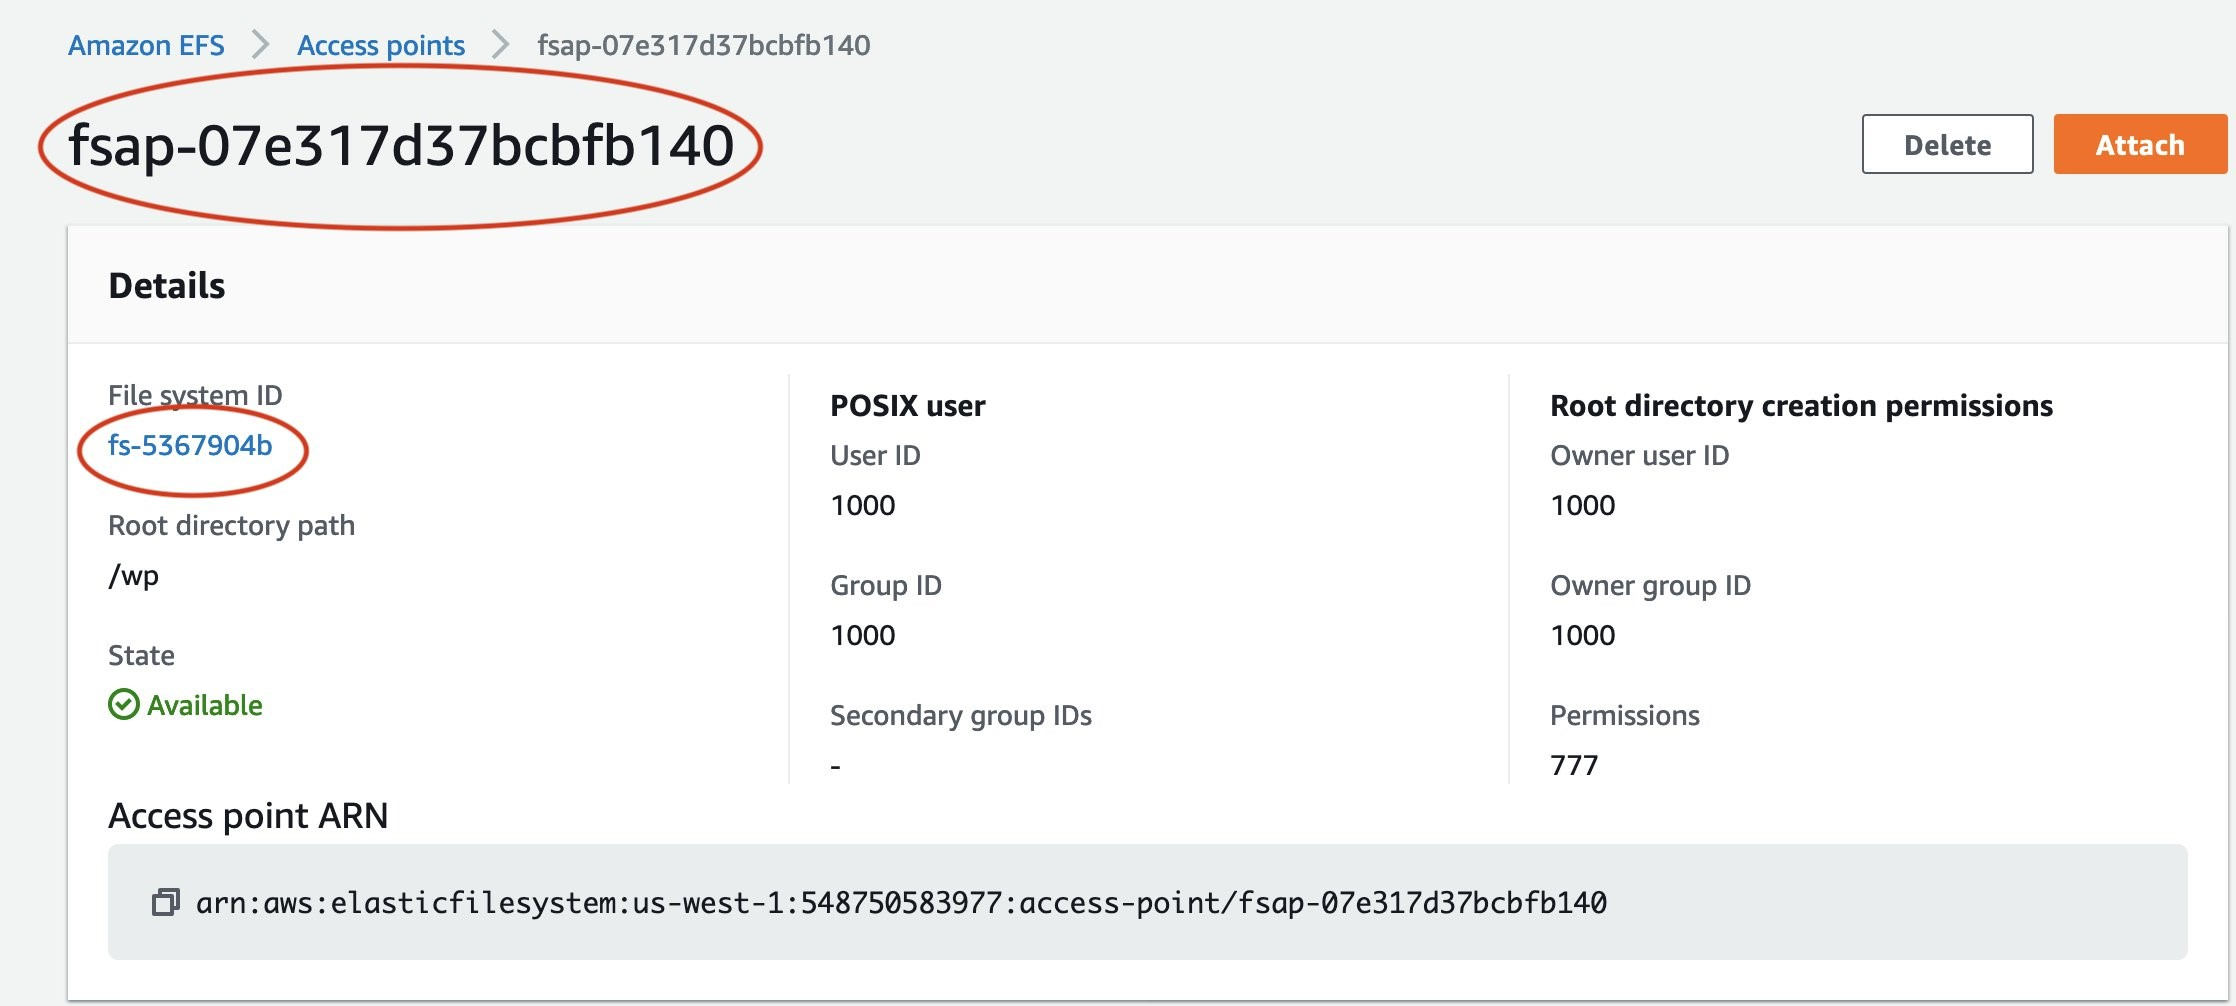 Amazon EFS > Access points > fsap-07e317d37bcbfb140
fsap-07e317d37bcbfb140
Delete
Attach
Details
File system ID
fs-5367904b
Root directory path
/wp
State
Available
POSIX user
User ID
1000
Group ID
1000
Secondary group IDs
-
Root directory creation permissions
Owner user ID
1000
Owner group ID
1000
Permissions
777
Access point ARN
arn:aws:elasticfilesystem:us-west-1:548750583977:access-point/fsap-07e317d37bcbfb140